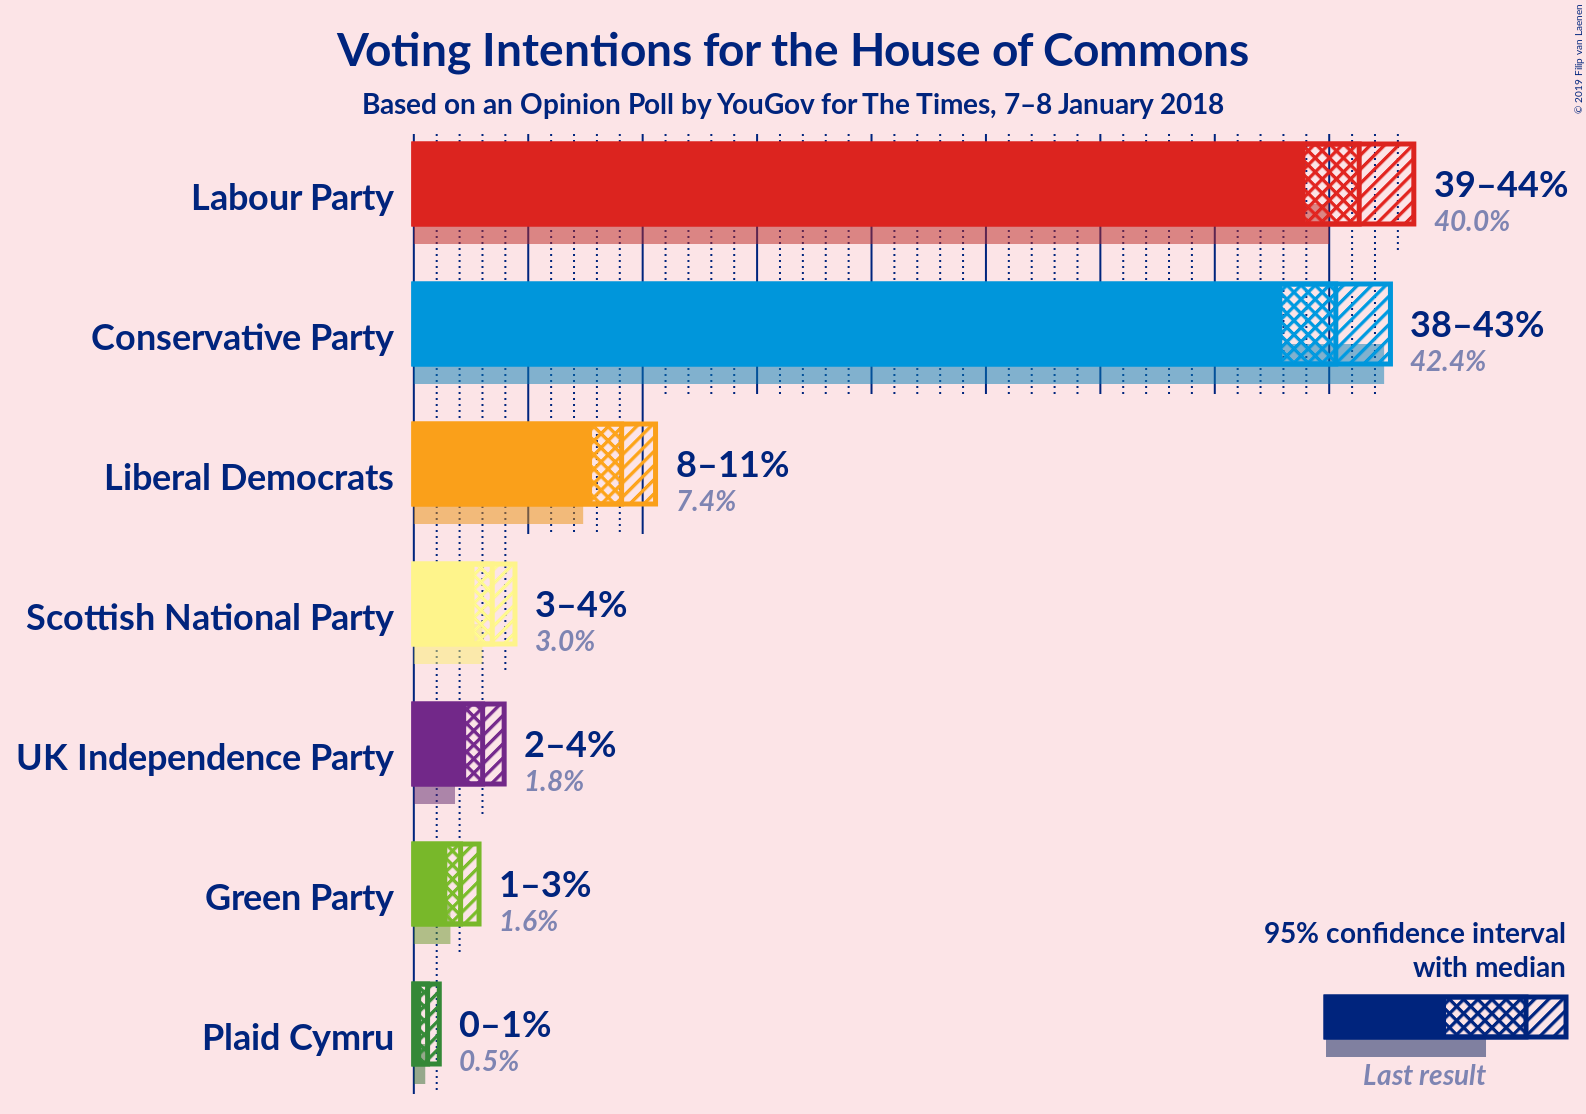 Voting Intentions for the House of Commons
Based on an Opinion Poll by YouGov for The Times, 7–8 January 2018
© 2019 Filip van Laenen
Labour Party
39–44%
40.0%
Conservative Party
38–43%
42.4%
Liberal Democrats
8–11%
7.4%
Scottish National Party
3–4%
3.0%
UK Independence Party
2–4%
1.8%
Green Party
1–3%
1.6%
Plaid Cymru
0–1%
0.5%
95% confidence interval
with median
Last result